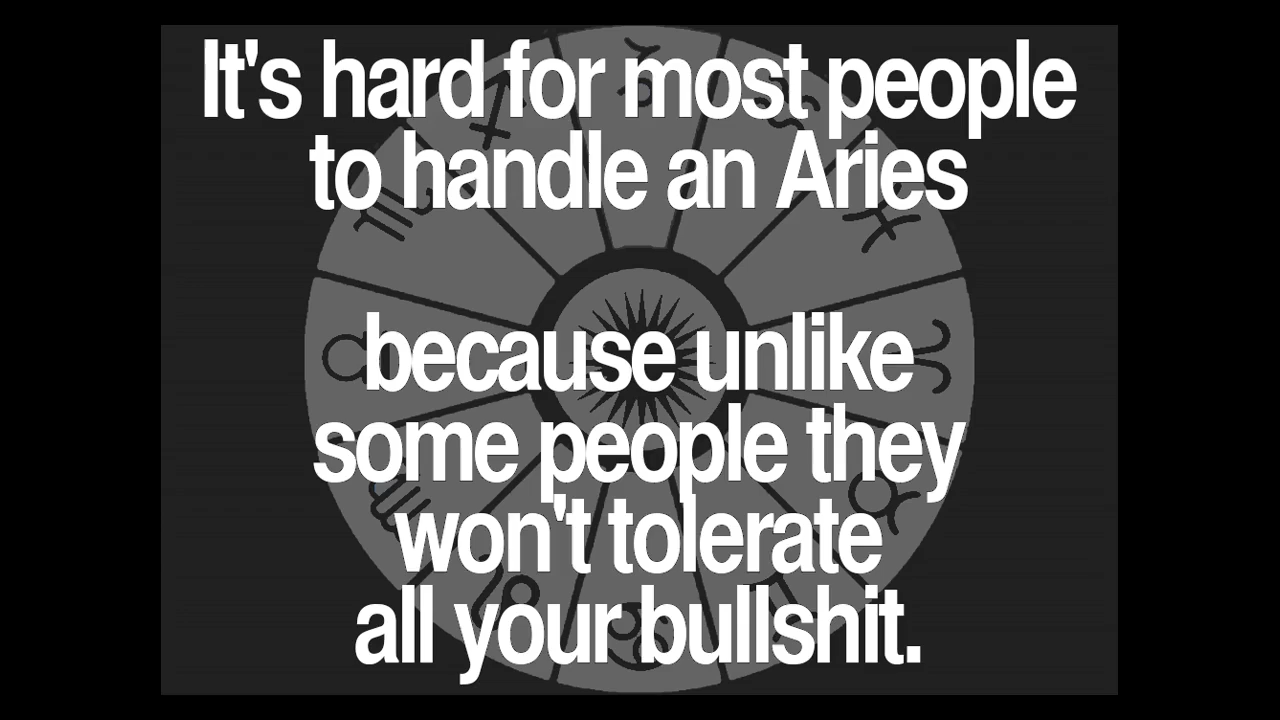 It's hard for most people
to handle an Aries
because unlike
some people they
won't tolerate
all your bullshit.